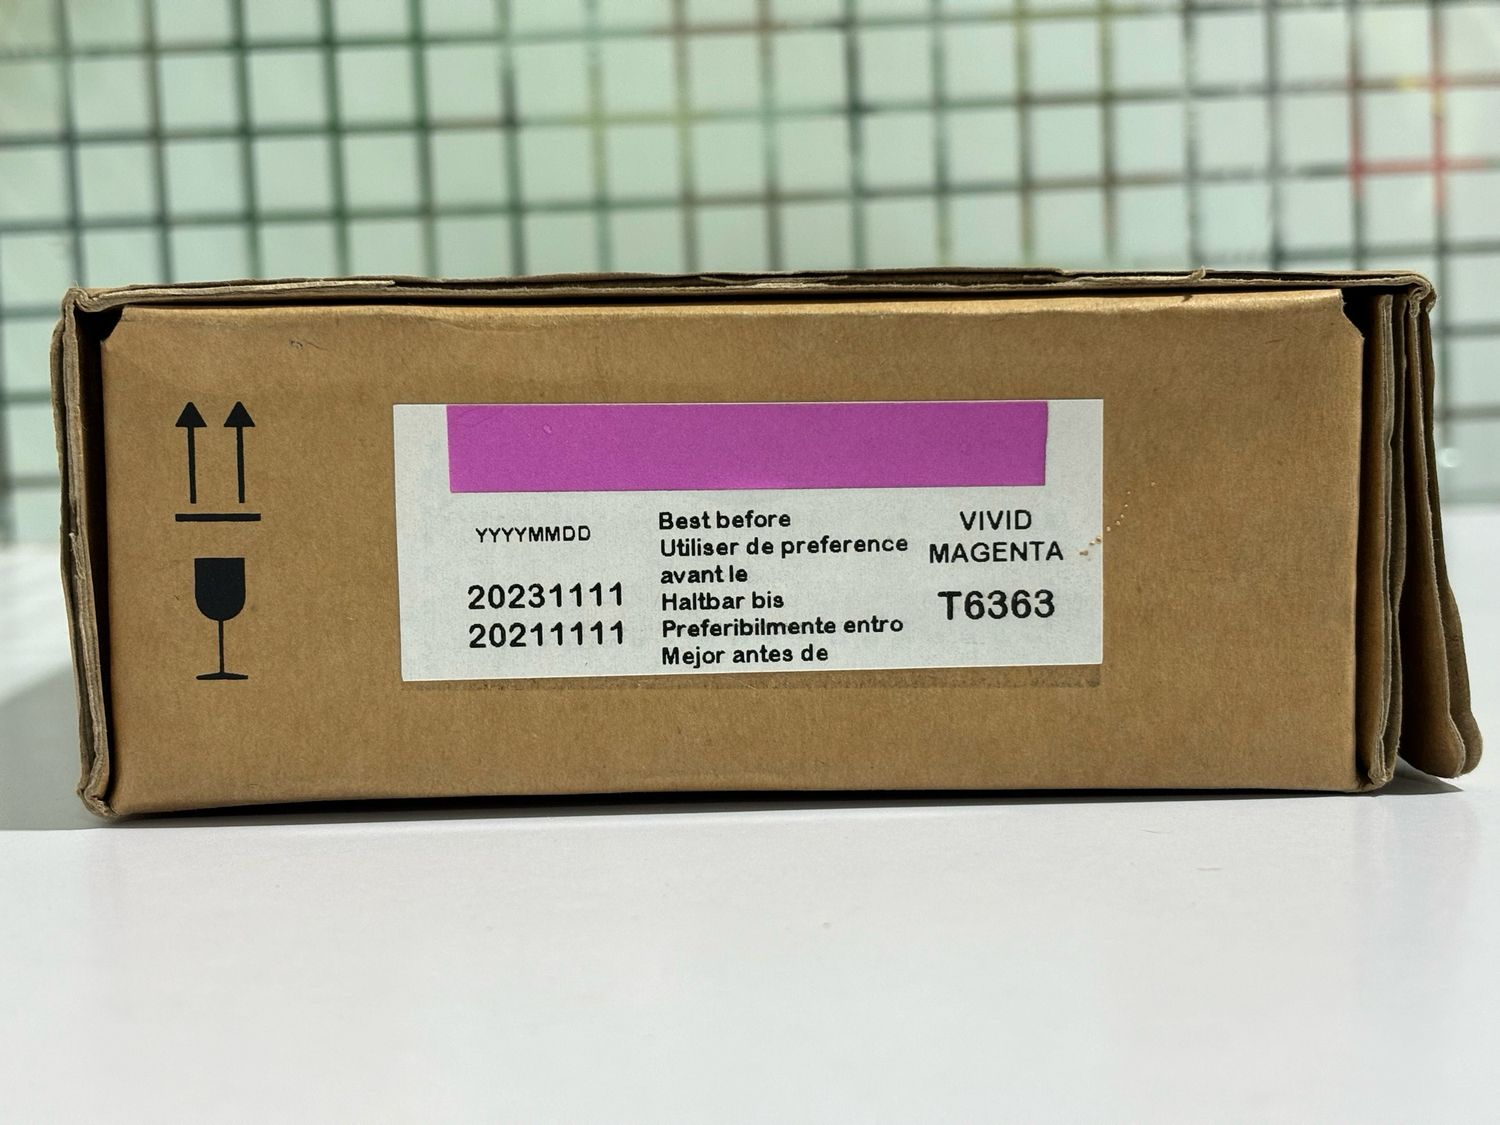 YYYYMMDD
20231111
20211111
Best before
Utiliser de preference
avant le
Haltbar bis
Preferibilmente entro
Mejor antes de
VIVID
MAGENTA
T6363